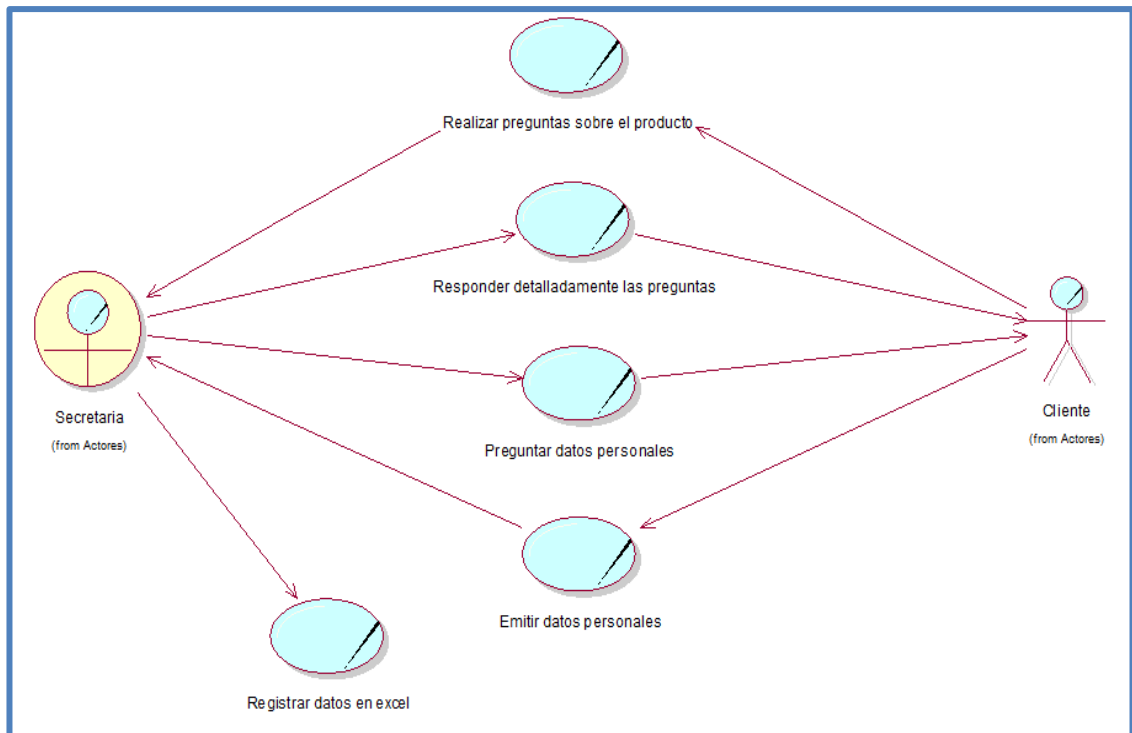 Realizar preguntas sobre el producto
Responder detalladamente las preguntas
Secretaria
(from Actores)
Cliente
(from Actores)
Preguntar datos personales
Emitir datos personales
Registrar datos en excel